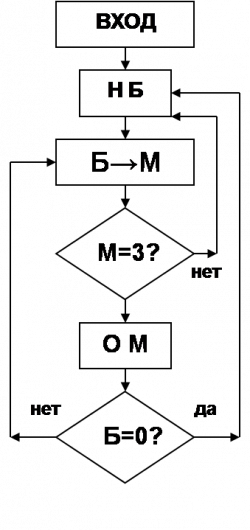 ВХОД
Н Б
Б→М
М=3?
нет
О М
нет
да
Б=0?